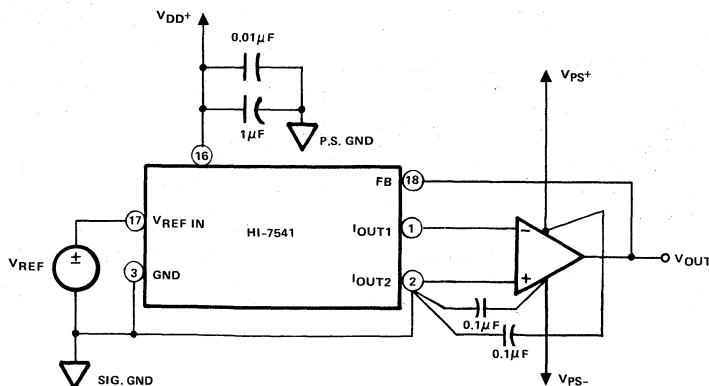 VDD+
0.01µF
1µF
P.S. GND
VPS+
16
FB
18
17
VREF IN
HI-7541
IOUT1
1
VREF
±
3
GND
IOUT2
2
−
+
VOUT
0.1µF
0.1µF
SIG. GND
VPS−